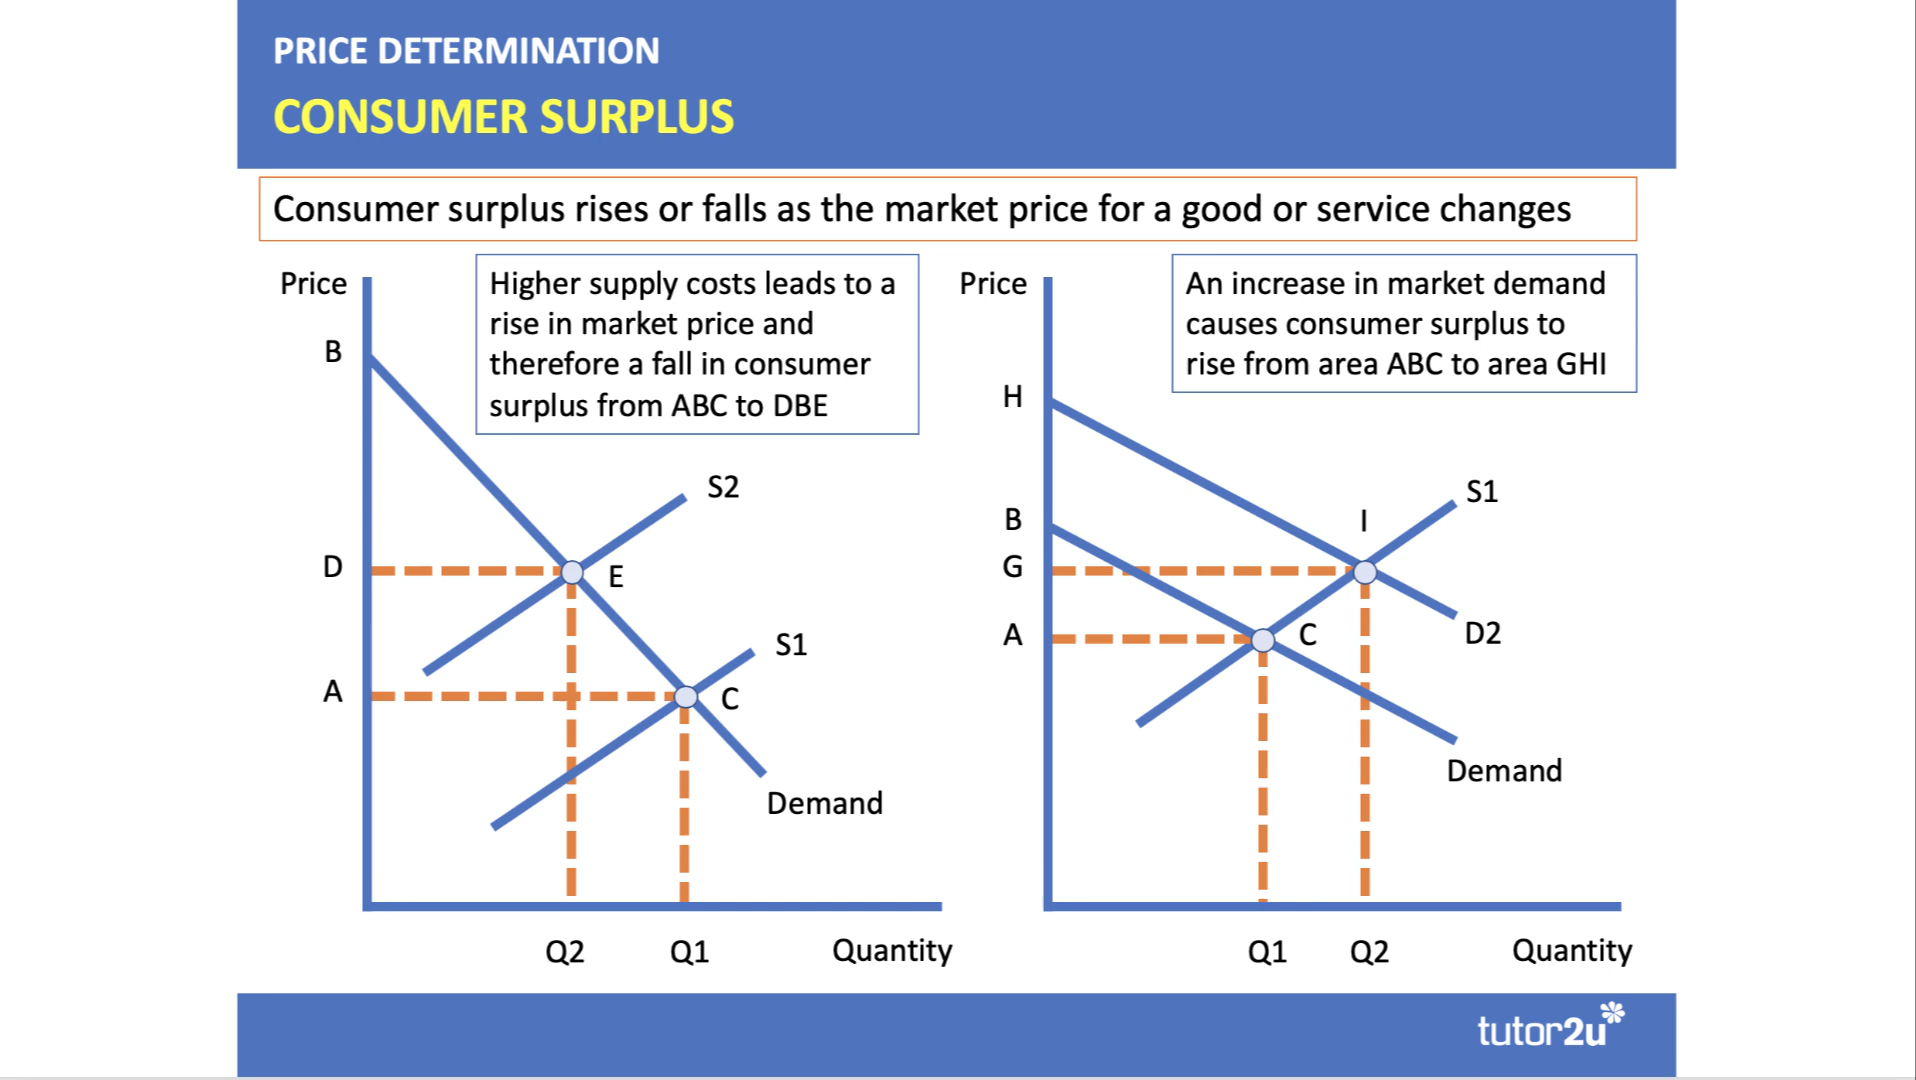 PRICE DETERMINATION
CONSUMER SURPLUS
Consumer surplus rises or falls as the market price for a good or service changes
Price
Higher supply costs leads to a
rise in market price and
therefore a fall in consumer
surplus from ABC to DBE
B
S2
D
E
S1
A
C
Demand
Q2
Q1
Quantity
Price
An increase in market demand
causes consumer surplus to
rise from area ABC to area GHI
H
S1
B
I
G
A
C
D2
Demand
Q1
Q2
Quantity
tutor2u